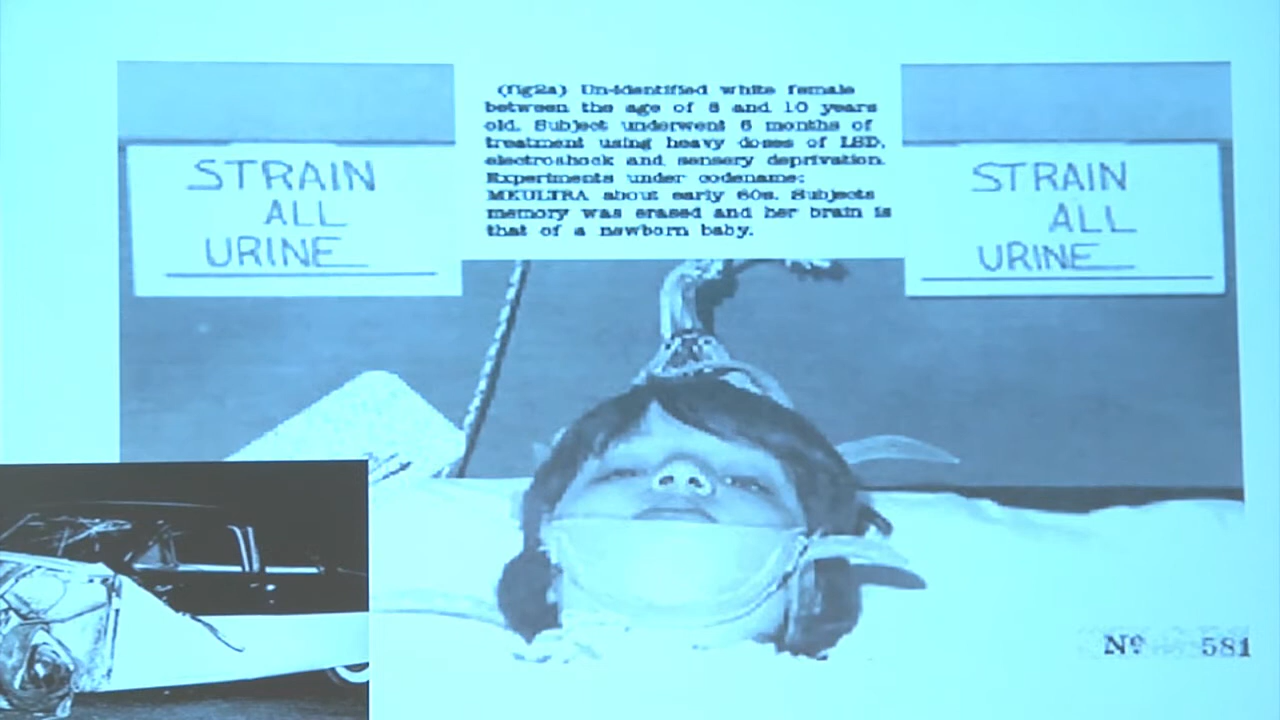 (fig2a) Un-identified white female
between the age of 8 and 10 years
old. Subject underwent 6 months of
treatment using heavy doses of LSD,
electroshock and sensery deprivation.
Experiments under codename:
MKULTRA about early 60s. Subjects
memory was erased and her brain is
that of a newborn baby.
STRAIN
ALL
URINE
STRAIN
ALL
URINE
Nº 581